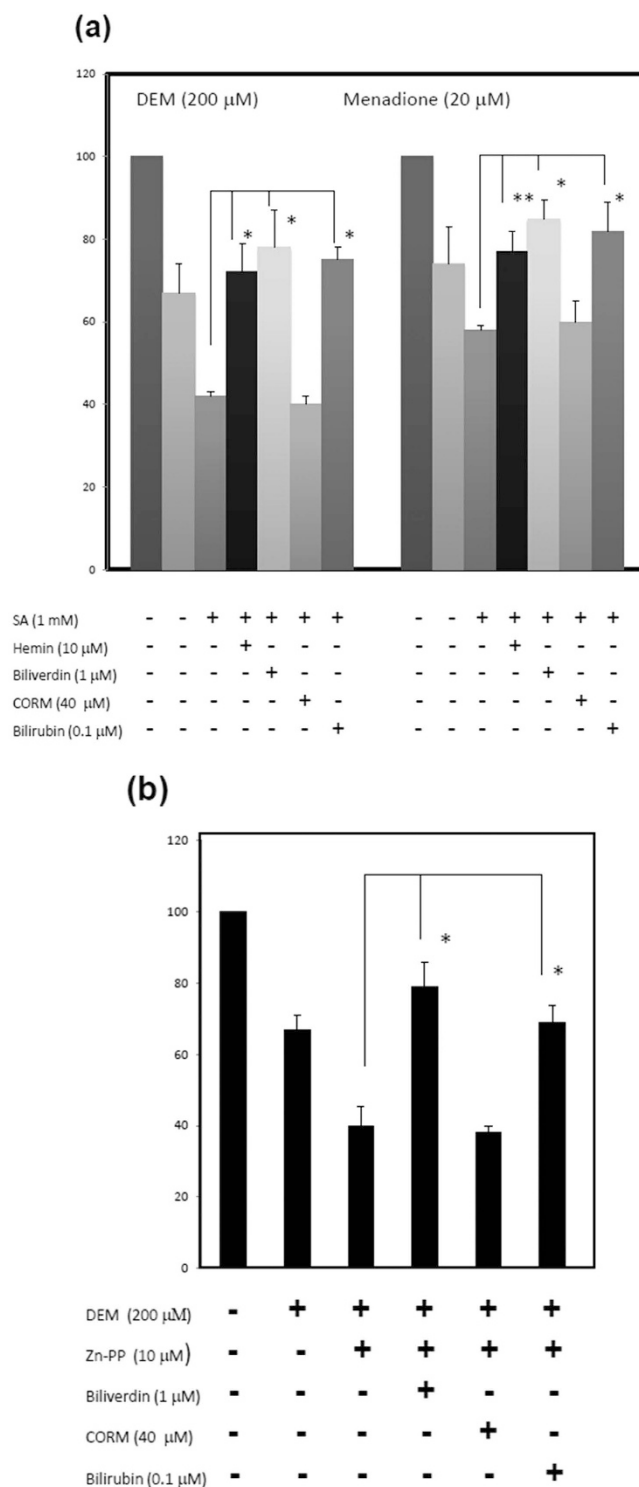 (a)
120
DEM (200 µM) Menadione (20 µM)
100
** *
* * * *
80
60
40
20
0
SA (1 mM) - - + + + + + - - + + + + +
Hemin (10 µM) - - - + - - - - - - + - - -
Biliverdin (1 µM) - - - - + - - - - - - + - -
CORM (40 µM) - - - - - + - - - - - - + -
Bilirubin (0.1 µM) - - - - - - + - - - - - - +
(b)
120
100
*
*
80
60
40
20
0
DEM (200 µM) - + + + + +
Zn-PP (10 µM) - - + + + +
Biliverdin (1 µM) - - - + - -
CORM (40 µM) - - - - + -
Bilirubin (0.1 µM) - - - - - +